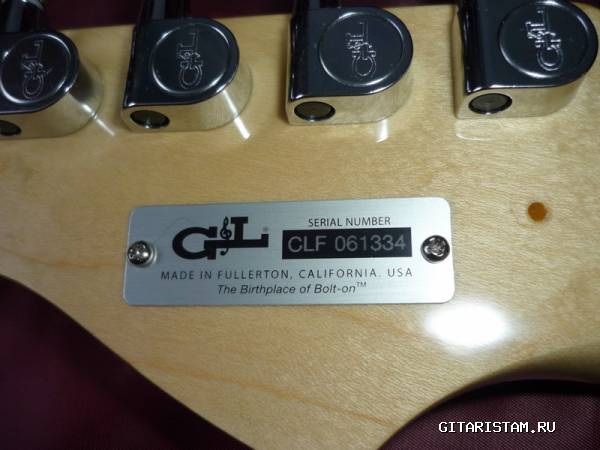 G&L
G&L
G&L
G&L
G&L®
SERIAL NUMBER
CLF 061334
MADE IN FULLERTON, CALIFORNIA. USA
The Birthplace of Bolt-on™
GITARISTAM.RU